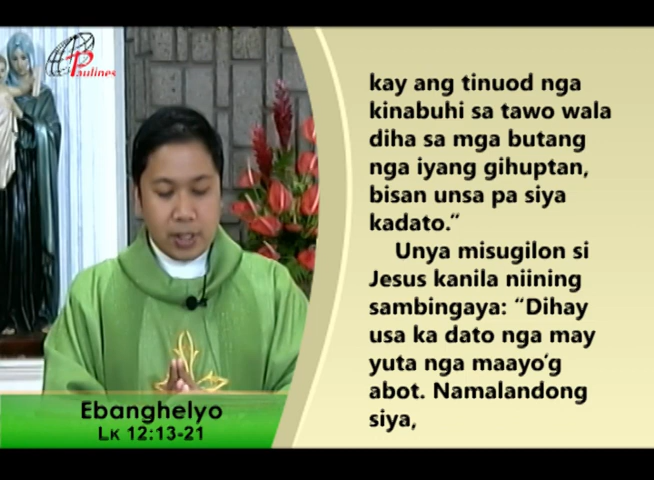 Paulines
kay ang tinuod nga
kinabuhi sa tawo wala
diha sa mga butang
nga iyang gihuptan,
bisan unsa pa siya
kadato.“
Unya misugilon si
Jesus kanila niining
sambingaya: “Dihay
usa ka dato nga may
yuta nga maayo‘g
abot. Namalandong
siya,
Ebanghelyo
LK 12:13-21